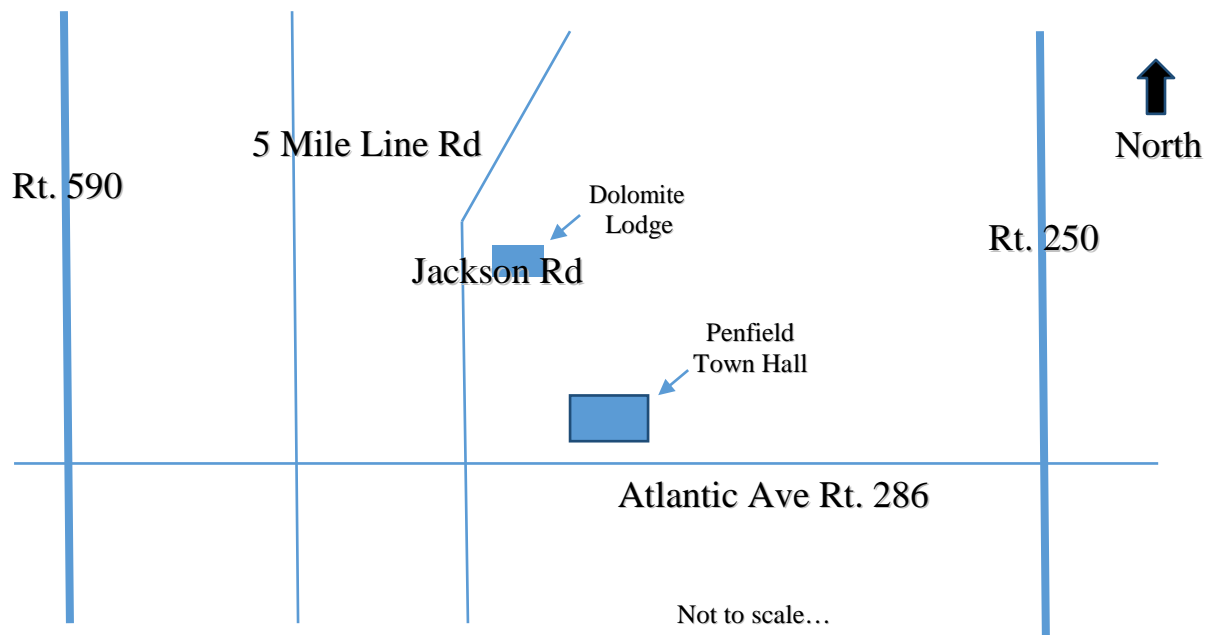 5 Mile Line Rd
North
Rt. 590
Dolomite
Lodge
Rt. 250
Jackson Rd
Penfield
Town Hall
Atlantic Ave Rt. 286
Not to scale…